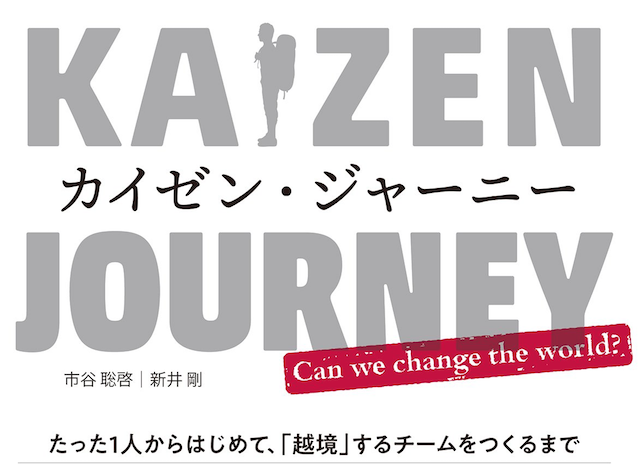 KAIZEN
カイゼン・ジャーニー
JOURNEY
Can we change the world?
市谷 聡啓｜新井 剛
たった1人からはじめて、「越境」するチームをつくるまで